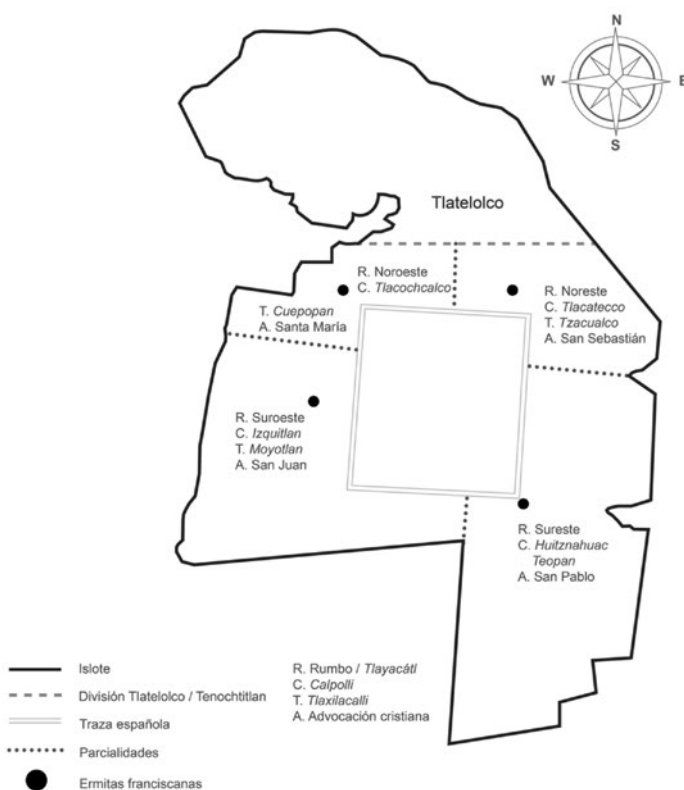 N
W
E
S
Tlatelolco
R. Noroeste
C. Tlacochcalco
T. Cuepopan
A. Santa María
R. Noreste
C. Tlacatecco
T. Tzacualco
A. San Sebastián
R. Suroeste
C. Izquitlan
T. Moyotlan
A. San Juan
R. Sureste
C. Huitznahuac
Teopan
A. San Pablo
Islote
División Tlatelolco / Tenochtitlan
Traza española
Parcialidades
Ermitas franciscanas
R. Rumbo / Tlayacátl
C. Calpolli
T. Tlaxilacalli
A. Advocación cristiana